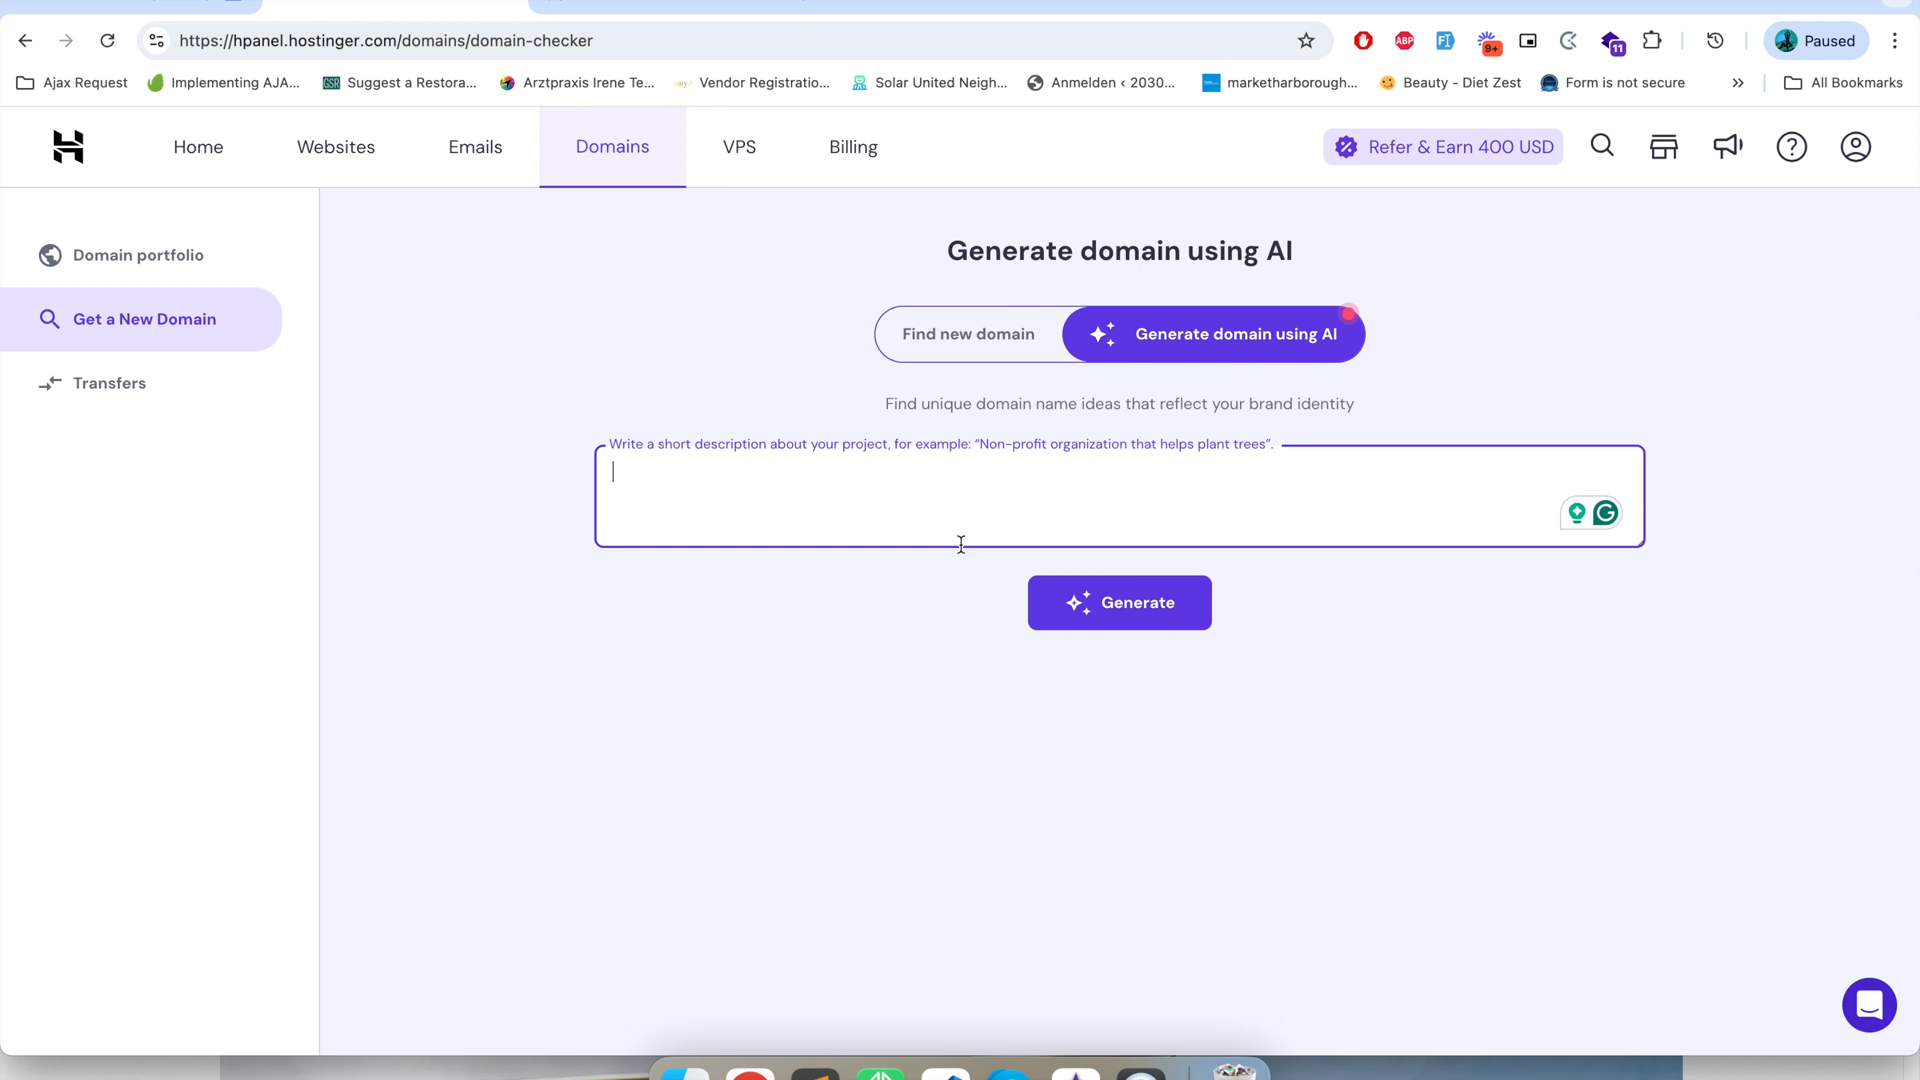 https://hpanel.hostinger.com/domains/domain-checker
ABP
9+
11
Paused
Ajax Request
Implementing AJA...
GSR
Suggest a Restora...
Arztpraxis Irene Te...
Vendor Registratio...
Solar United Neigh...
Anmelden ‹ 2030...
marketharborough...
Beauty - Diet Zest
Form is not secure
All Bookmarks
Home
Websites
Emails
Domains
VPS
Billing
Refer & Earn 400 USD
Domain portfolio
Get a New Domain
Transfers
Generate domain using AI
Find new domain
Generate domain using AI
Find unique domain name ideas that reflect your brand identity
Write a short description about your project, for example: “Non-profit organization that helps plant trees”.
Generate